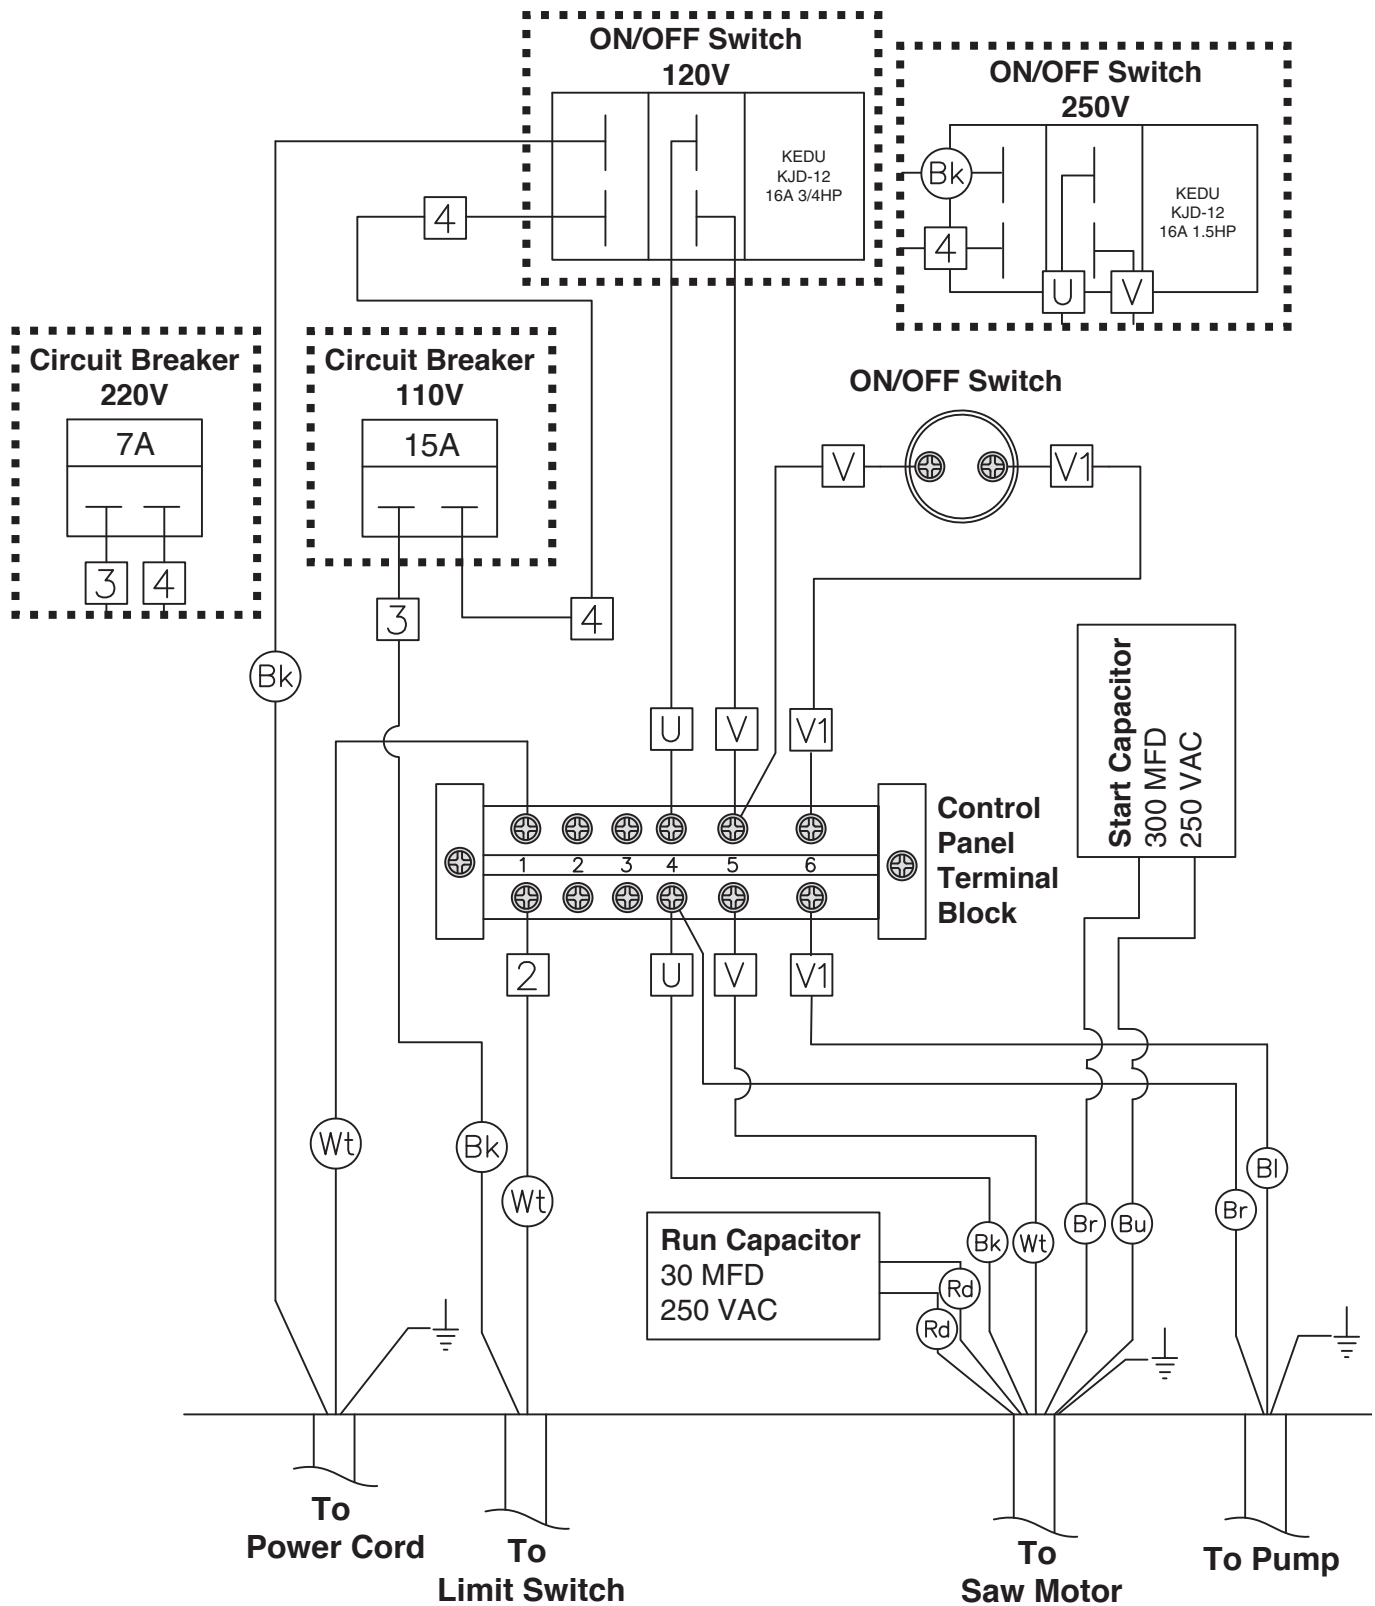 ON/OFF Switch
120V
KEDU
KJD-12
16A 3/4HP
4
ON/OFF Switch
250V
Bk
4
U
V
KEDU
KJD-12
16A 1.5HP
Circuit Breaker
220V
7A
3
4
Circuit Breaker
110V
15A
3
4
ON/OFF Switch
V
V1
Bk
U
V
V1
Start Capacitor
300 MFD
250 VAC
1
2
3
4
5
6
Control
Panel
Terminal
Block
2
U
V
V1
Wt
Bk
Wt
Bl
Br
Br
Bu
Bk
Wt
Run Capacitor
30 MFD
250 VAC
Rd
Rd
To
Power Cord
To
Limit Switch
To
Saw Motor
To Pump